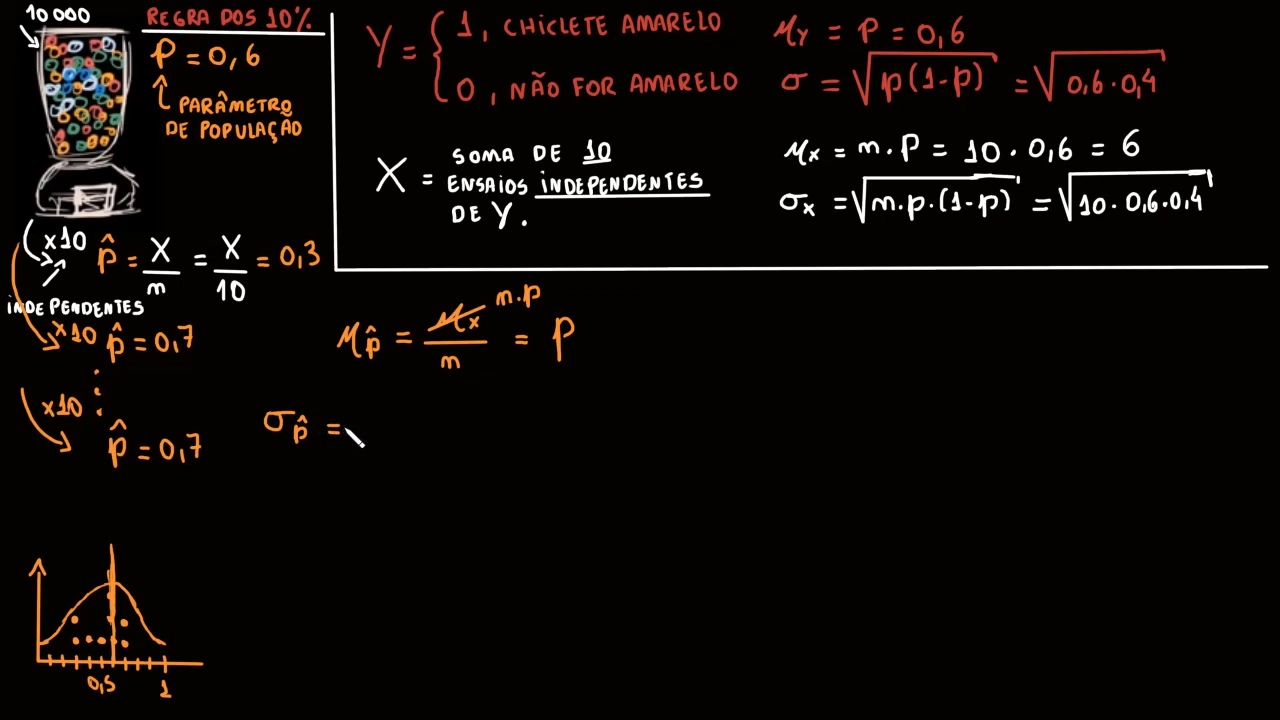 10 000
REGRA DOS 10%
P = 0,6
PARÂMETRO
DE POPULAÇÃO
Y = { 1, CHICLETE AMARELO
0, NÃO FOR AMARELO
μy = P = 0,6
σ = √p(1-p) = √0,6·0,4
X = SOMA DE 10
ENSAIOS INDEPENDENTES
DE Y.
μx = m.P = 10 · 0,6 = 6
σx = √m.p.(1-p) = √10·0,6·0,4
x10
p̂ = X/m = X/10 = 0,3
INDEPENDENTES
x10 p̂ = 0,7
x10
p̂ = 0,7
μp̂ = μx/m = P
m.p
σp̂ =
0,5
1